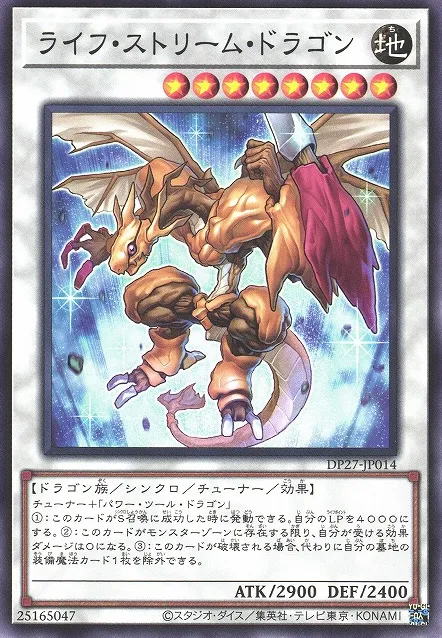 ライフ・ストリーム・ドラゴン
地
DP27-JP014
【ドラゴン族／シンクロ／チューナー／効果】
チューナー＋「パワー・ツール・ドラゴン」
①：このカードがS召喚に成功した時に発動できる。自分のLPを４０００に
する。②：このカードがモンスターゾーンに存在する限り、自分が受ける効果
ダメージは０になる。③：このカードが破壊される場合、代わりに自分の墓地の
装備魔法カード１枚を除外できる。
ATK/2900 DEF/2400
25165047
©スタジオ・ダイス／集英社・テレビ東京・KONAMI